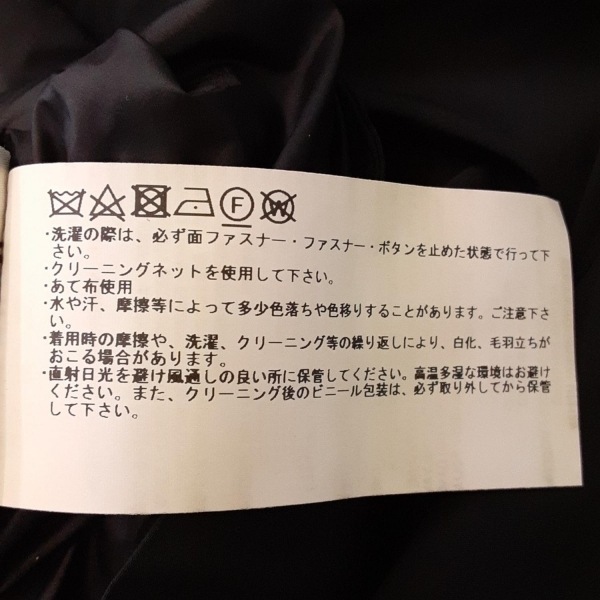 F W
・洗濯の際は、必ず面ファスナー・ファスナー・ボタンを止めた状態で行って下
さい。
・クリーニングネットを使用して下さい。
・あて布使用
・水や汗、摩擦等によって多少色落ちや色移りすることがあります。ご注意下さ
い。
・着用時の摩擦や、洗濯、クリーニング等の繰り返しにより、白化、毛羽立ちが
おこる場合があります。
・直射日光を避け風通しの良い所に保管してください。高温多湿な環境はお避け
ください。また、クリーニング後のビニール包装は、必ず取り外してから保管
して下さい。